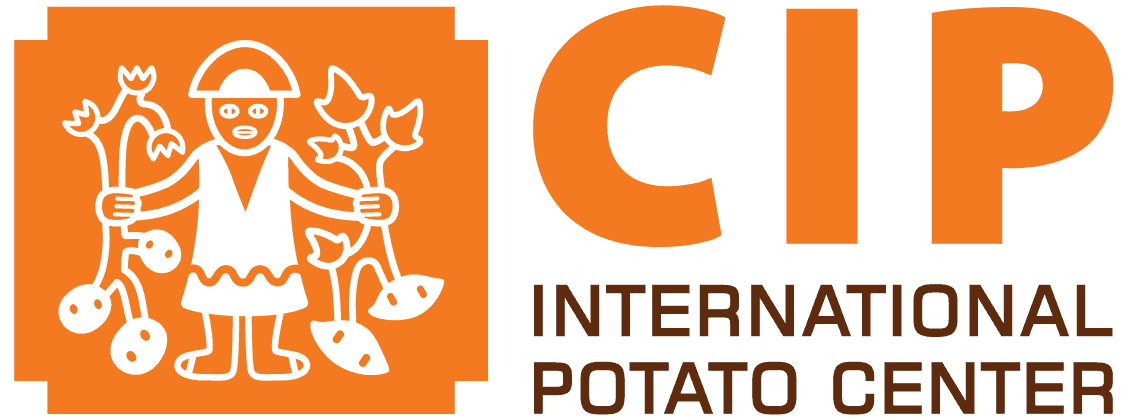 CIP
INTERNATIONAL
POTATO CENTER